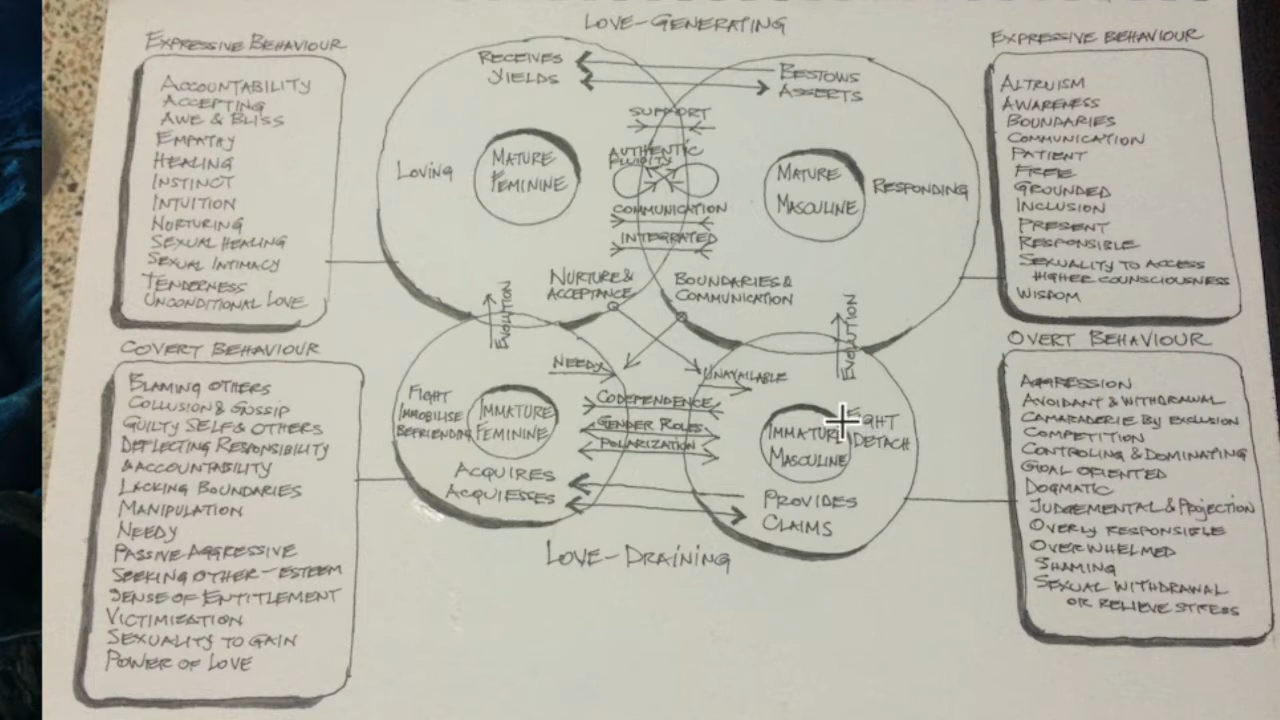 LOVE-GENERATING
EXPRESSIVE BEHAVIOUR
ACCOUNTABILITY
ACCEPTING
AWE & BLISS
EMPATHY
HEALING
INSTINCT
INTUITION
NURTURING
SEXUAL HEALING
SEXUAL INTIMACY
TENDERNESS
UNCONDITIONAL LOVE
RECEIVES
YIELDS
BESTOWS
ASSERTS
LOVING
MATURE
FEMININE
SUPPORT
AUTHENTIC
FLUIDITY
COMMUNICATION
INTEGRATED
MATURE
MASCULINE
RESPONDING
NURTURE &
ACCEPTANCE
BOUNDARIES &
COMMUNICATION
EXPRESSIVE BEHAVIOUR
ALTRUISM
AWARENESS
BOUNDARIES
COMMUNICATION
PATIENT
FREE
GROUNDED
INCLUSION
PRESENT
RESPONSIBLE
SEXUALITY TO ACCESS
HIGHER COUNSCIOUSNESS
WISDOM
EVOLUTION
EVOLUTION
COVERT BEHAVIOUR
BLAMING OTHERS
COLLUSION & GOSSIP
GUILTY SELF & OTHERS
DEFLECTING RESPONSIBILITY
& ACCOUNTABILITY
LACKING BOUNDARIES
MANIPULATION
NEEDY
PASSIVE AGGRESSIVE
SEEKING OTHER-ESTEEM
SENSE OF ENTITLEMENT
VICTIMIZATION
SEXUALITY TO GAIN
POWER OF LOVE
FIGHT
IMMOBILISE
BEFRIENDING
IMMATURE
FEMININE
NEEDY
UNAVAILABLE
CODEPENDENCE
GENDER ROLES
POLARIZATION
ACQUIRES
ACQUIESSES
IMMATURE
MASCULINE
DETACH
PROVIDES
CLAIMS
OVERT BEHAVIOUR
AGGRESSION
AVOIDANT & WITHDRAWAL
CAMARADERIE BY EXCLUSION
COMPETITION
CONTROLING & DOMINATING
GOAL ORIENTED
DOGMATIC
JUDGEMENTAL & PROJECTION
OVERLY RESPONSIBLE
OVERWHELMED
SHAMING
SEXUAL WITHDRAWAL
OR RELIEVE STRESS
LOVE-DRAINING